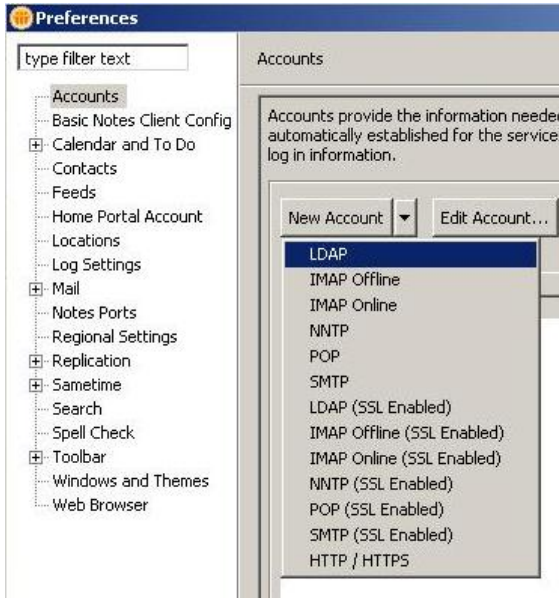 Preferences
type filter text
Accounts
Basic Notes Client Config
Calendar and To Do
Contacts
Feeds
Home Portal Account
Locations
Log Settings
Mail
Notes Ports
Regional Settings
Replication
Sametime
Search
Spell Check
Toolbar
Windows and Themes
Web Browser
Accounts
Accounts provide the information needed
automatically established for the service
log in information.
New Account
Edit Account...
LDAP
IMAP Offline
IMAP Online
NNTP
POP
SMTP
LDAP (SSL Enabled)
IMAP Offline (SSL Enabled)
IMAP Online (SSL Enabled)
NNTP (SSL Enabled)
POP (SSL Enabled)
SMTP (SSL Enabled)
HTTP / HTTPS